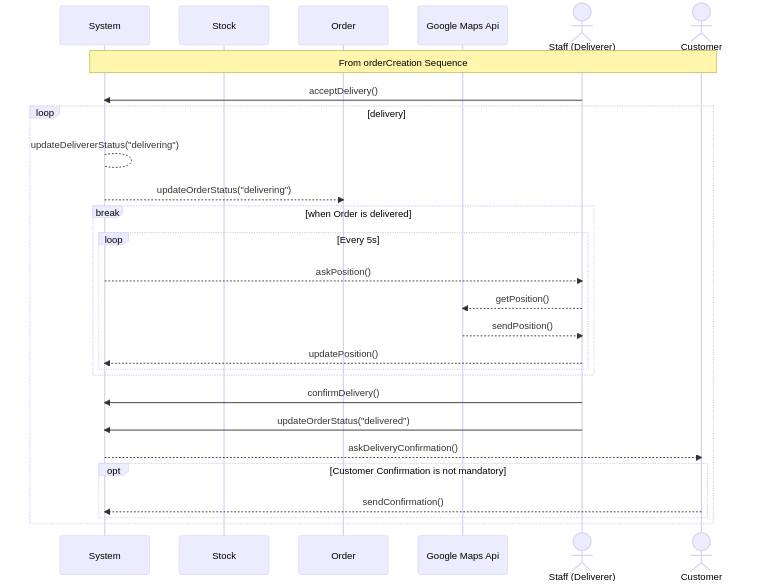 System
Stock
Order
Google Maps Api
Staff (Deliverer)
Customer
From orderCreation Sequence
acceptDelivery()
loop
[delivery]
updateDelivererStatus("delivering)
updateOrderStatus("delivering")
break
[when Order is delivered]
loop
[Every 5s]
askPosition()
getPosition()
sendPosition()
updatePosition()
confirmDelivery()
updateOrderStatus("delivered")
askDeliveryConfirmation()
opt
[Customer Confirmation is not mandatory]
sendConfirmation()
System
Stock
Order
Google Maps Api
Staff (Deliverer)
Customer